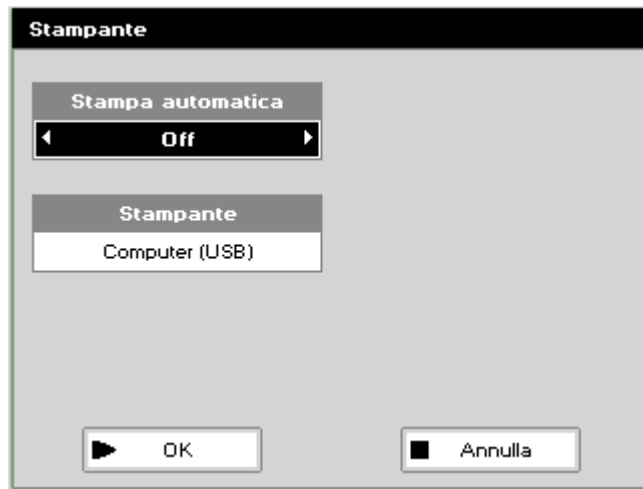 Stampante
Stampa automatica
Off
Stampante
Computer (USB)
OK
Annulla